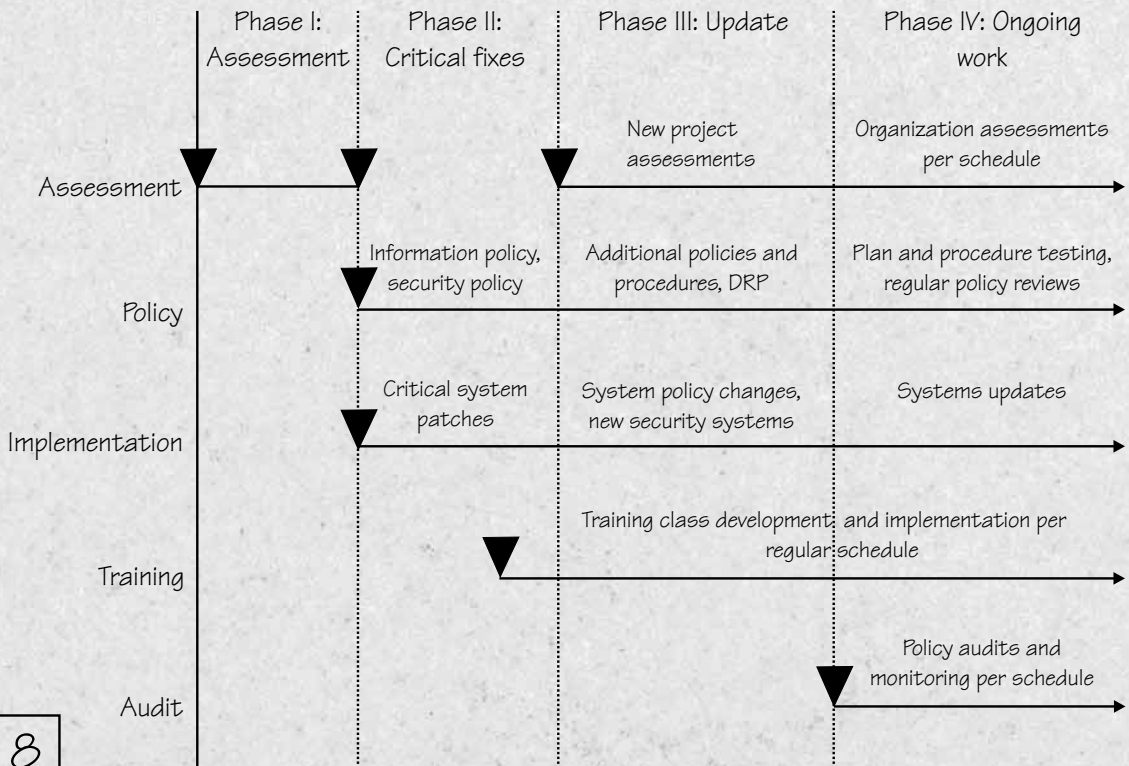 Phase I:
Assessment
Phase II:
Critical fixes
Phase III: Update
Phase IV: Ongoing
work
Assessment
New project
assessments
Organization assessments
per schedule
Policy
Information policy,
security policy
Additional policies and
procedures, DRP
Plan and procedure testing,
regular policy reviews
Implementation
Critical system
patches
System policy changes,
new security systems
Systems updates
Training
Training class development and implementation per
regular schedule
Audit
Policy audits and
monitoring per schedule
8